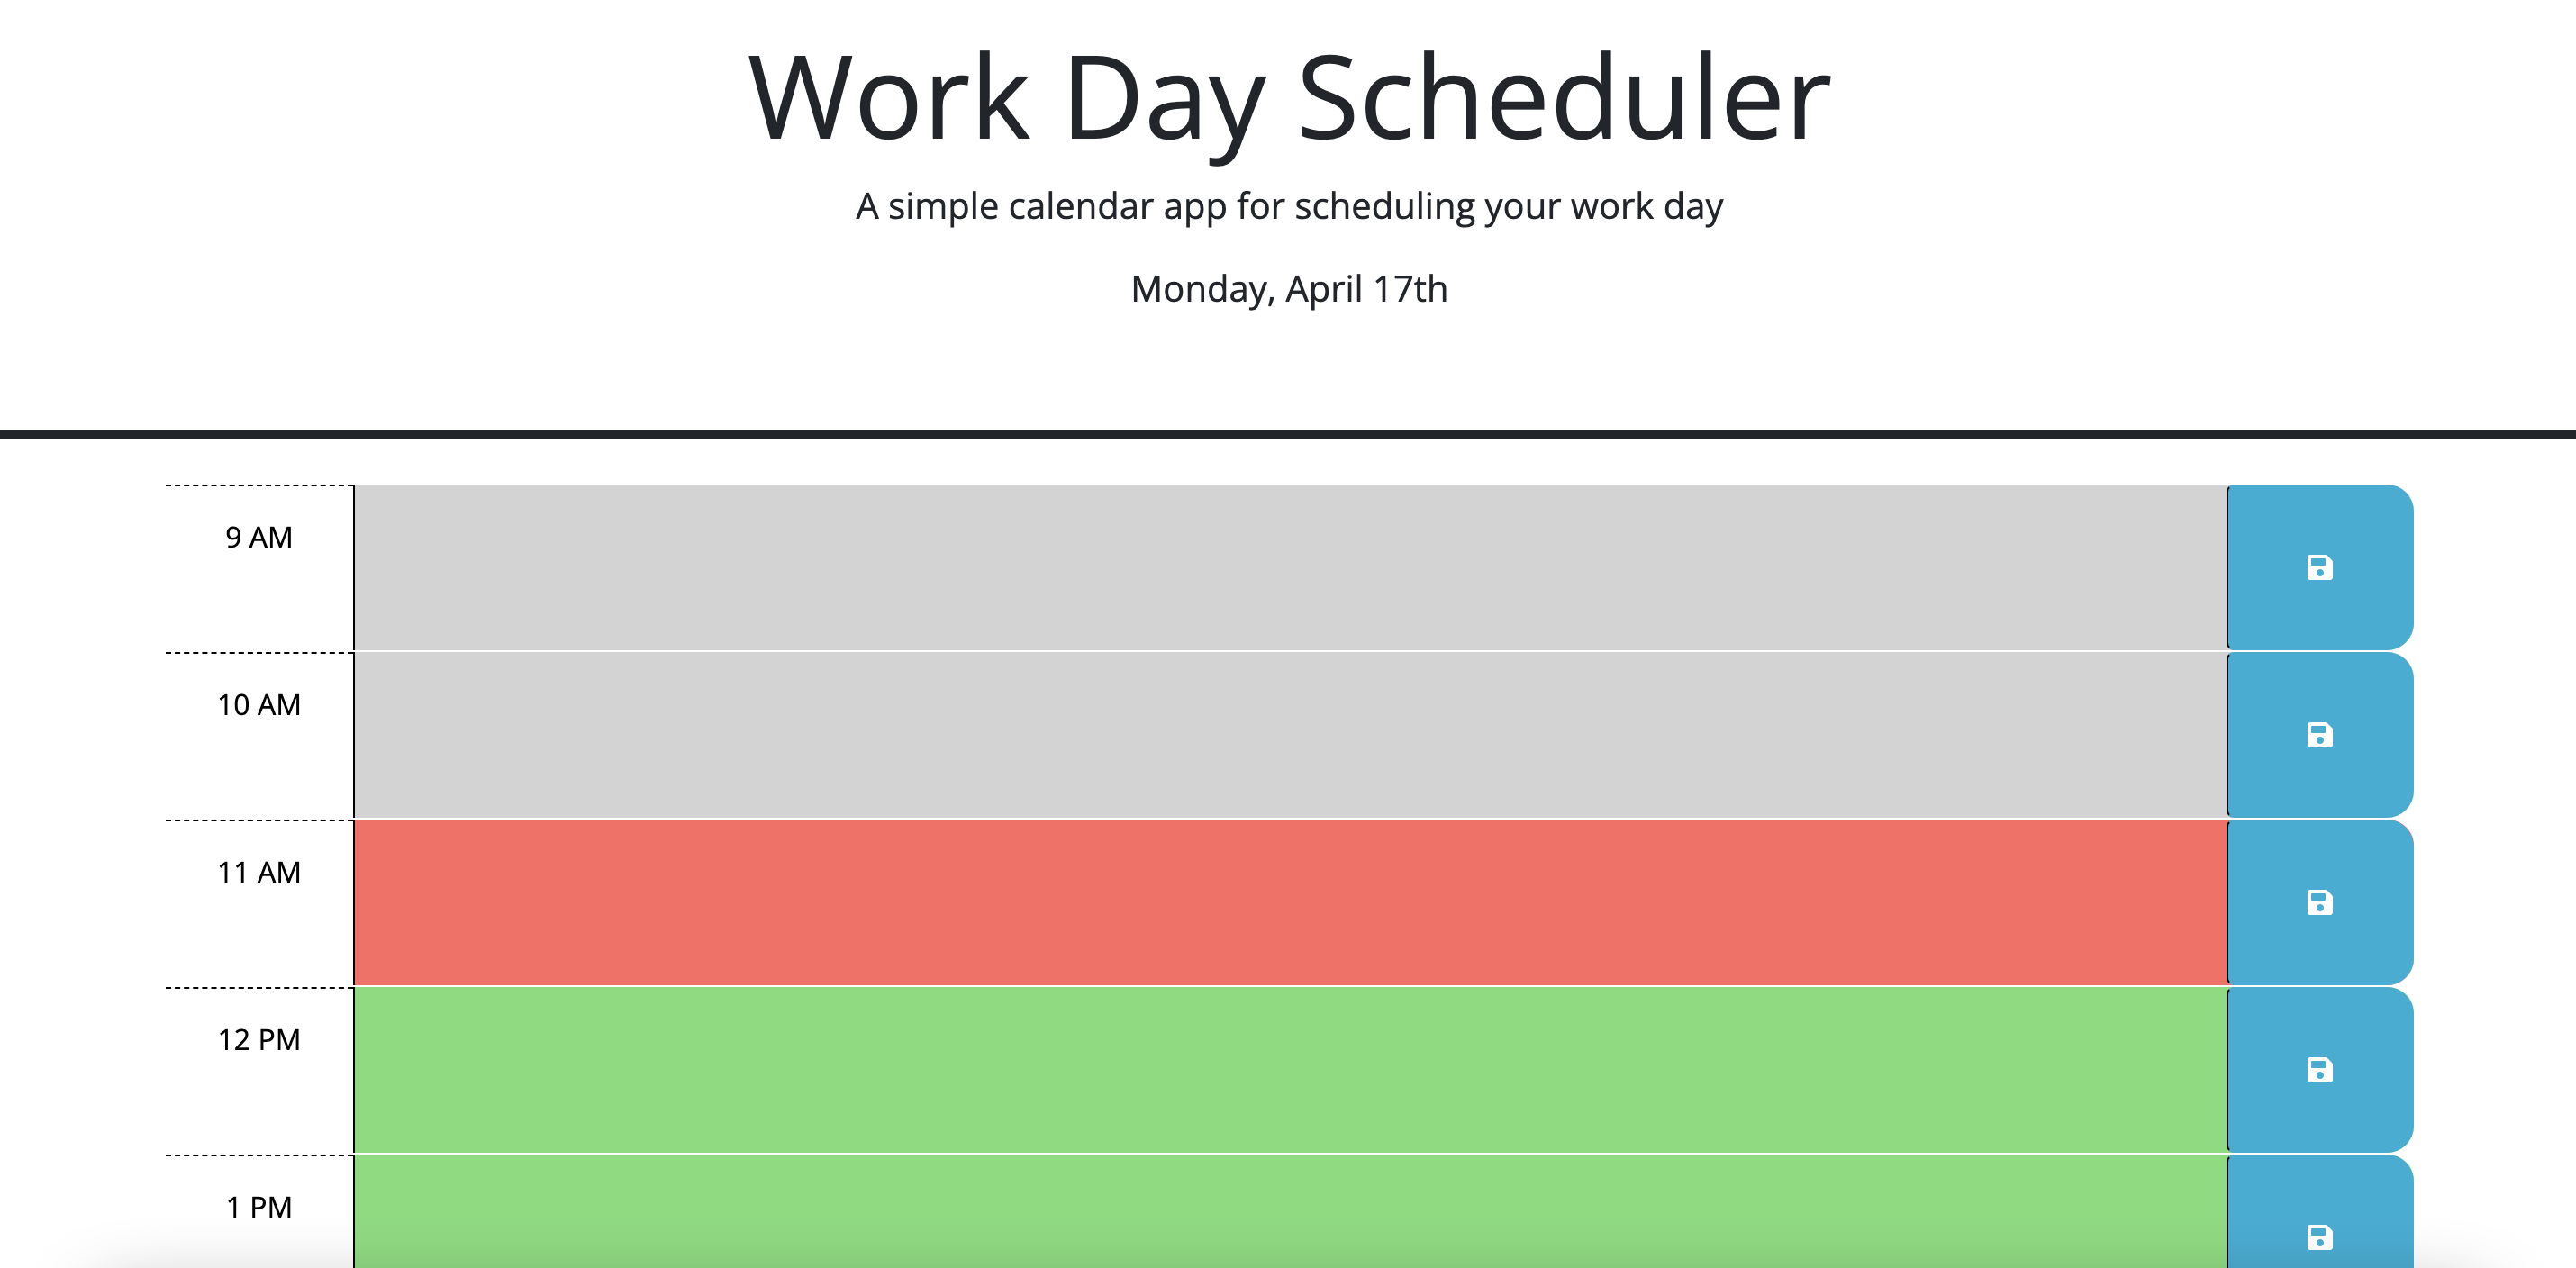 Work Day Scheduler
A simple calendar app for scheduling your work day
Monday, April 17th
9 AM
10 AM
11 AM
12 PM
1 PM